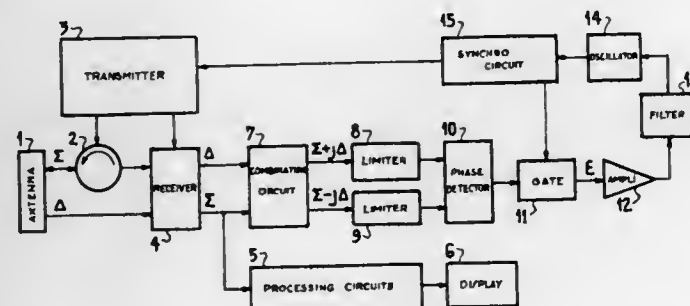 3
15
14
TRANSMITTER
SYNCHRO
CIRCUIT
OSCILLATOR
FILTER
1
Σ
2
ANTENNA
Δ
RECEIVER
4
Δ
Σ
7
COMBINATING
CIRCUIT
Σ+jΔ
Σ-jΔ
8
LIMITER
LIMITER
9
10
PHASE
DETECTOR
GATE
11
E
AMPLI
12
5
PROCESSING CIRCUITS
6
DISPLAY